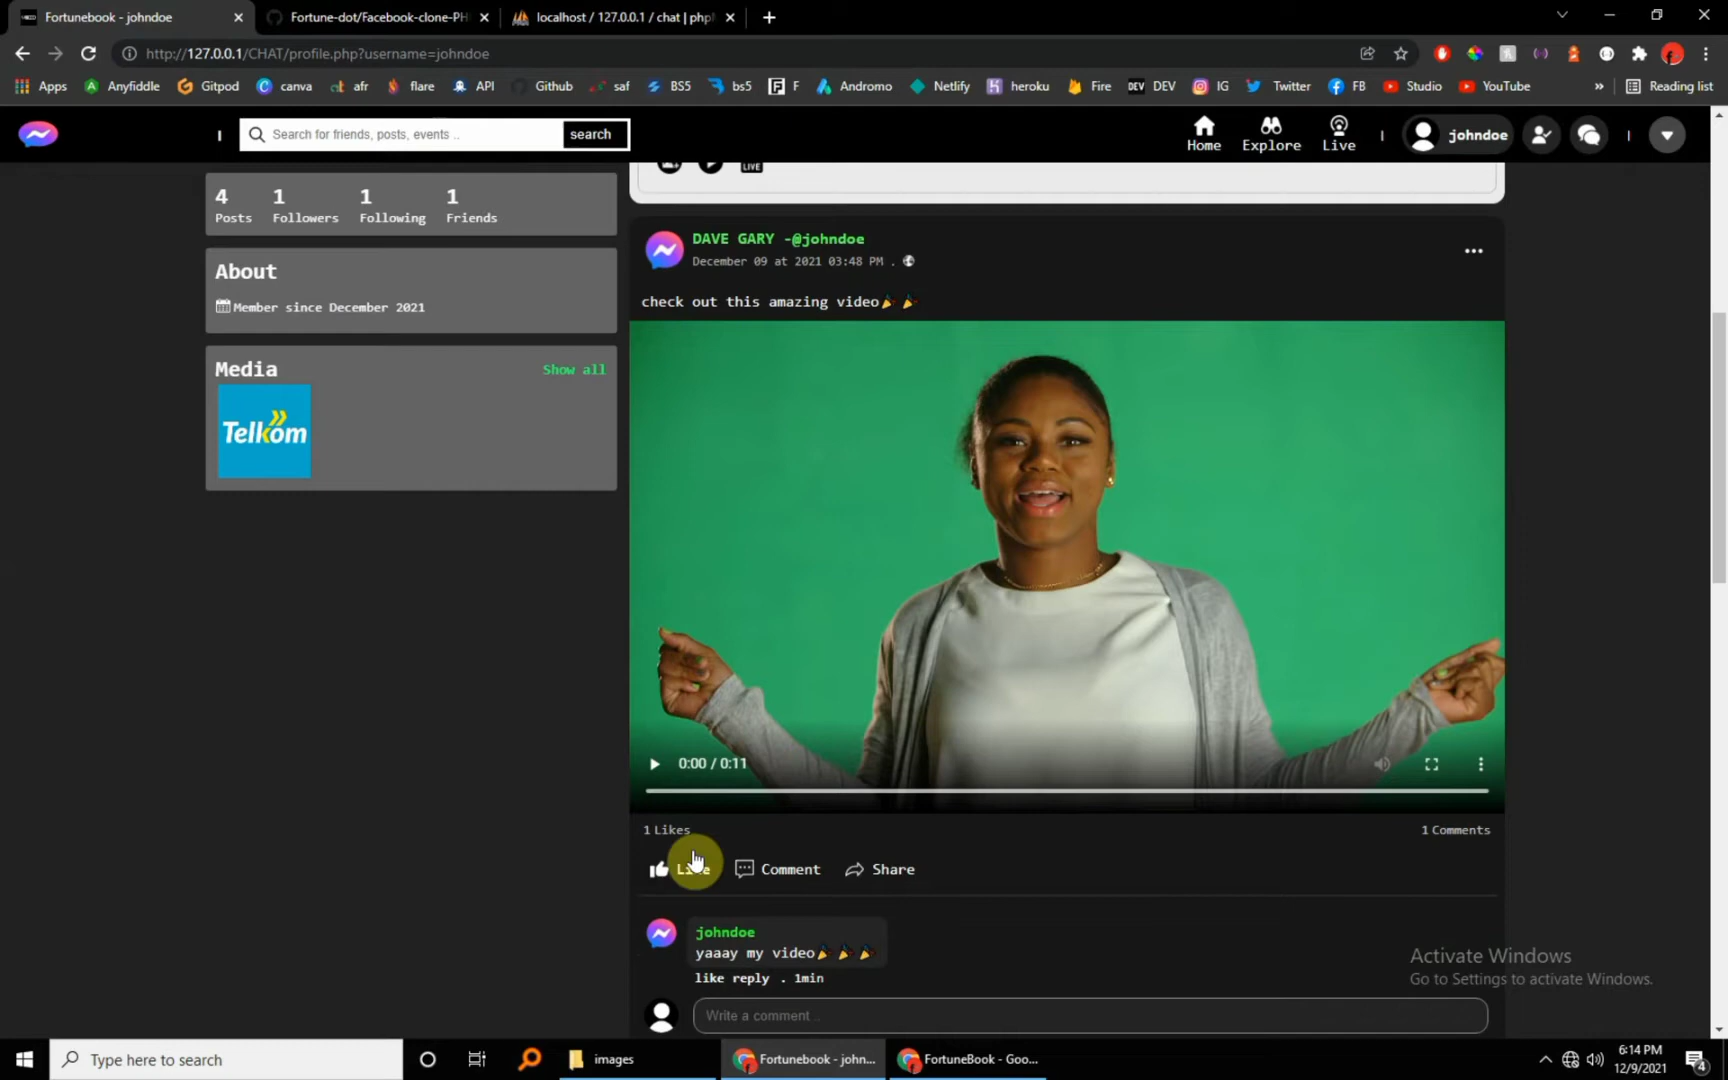 Fortunebook - johndoe
Fortune-dot/Facebook-clone-PH
localhost / 127.0.0.1 / chat | php
http://127.0.0.1/CHAT/profile.php?username=johndoe
Apps Anyfiddle Gitpod canva afr flare API Github saf BS5 bs5 F Andromo Netlify heroku Fire DEV DEV IG Twitter FB Studio YouTube » Reading list
Search for friends, posts, events ..
search
Home Explore Live johndoe
LIVE
4 1 1 1
Posts Followers Following Friends
About
Member since December 2021
Media Show all
Telkom
DAVE GARY -@johndoe
December 09 at 2021 03:48 PM .
check out this amazing video
0:00 / 0:11
1 Likes 1 Comments
Like Comment Share
johndoe
yaaay my video
like reply . 1min
Write a comment ..
Activate Windows
Go to Settings to activate Windows.
Type here to search
images
Fortunebook - john...
FortuneBook - Goo...
6:14 PM
12/9/2021
4